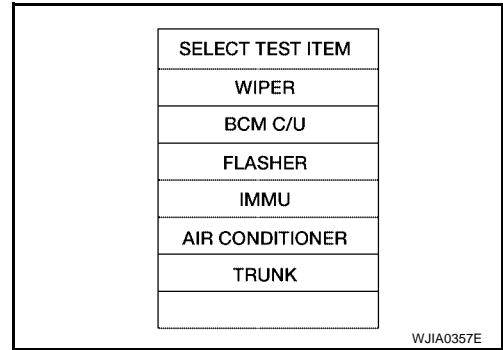 SELECT TEST ITEM
WIPER
BCM C/U
FLASHER
IMMU
AIR CONDITIONER
TRUNK
WJIA0357E